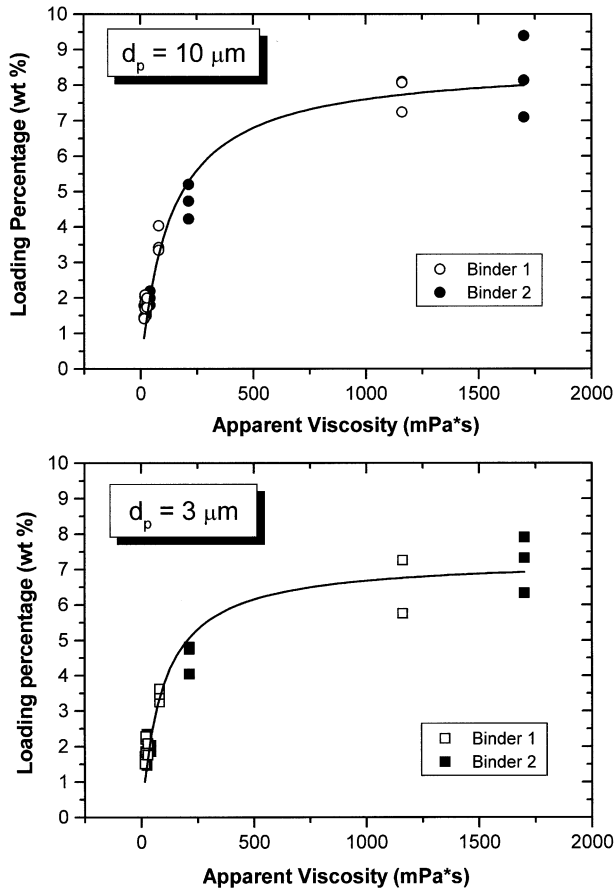 10
9
8
7
6
5
4
3
2
1
0
Loading Percentage (wt %)
dp = 10 μm
Binder 1
Binder 2
0 500 1000 1500 2000
Apparent Viscosity (mPa*s)
10
9
8
7
6
5
4
3
2
1
0
Loading percentage (wt %)
dp = 3 μm
Binder 1
Binder 2
0 500 1000 1500 2000
Apparent Viscosity (mPa*s)